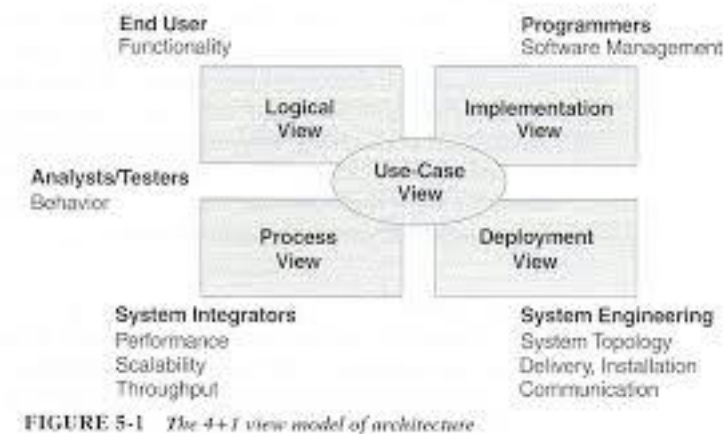 End User
Functionality
Programmers
Software Management
Logical
View
Implementation
View
Use-Case
View
Analysts/Testers
Behavior
Process
View
Deployment
View
System Integrators
Performance
Scalability
Throughput
System Engineering
System Topology
Delivery, Installation
Communication
FIGURE 5-1 The 4+1 view model of architecture